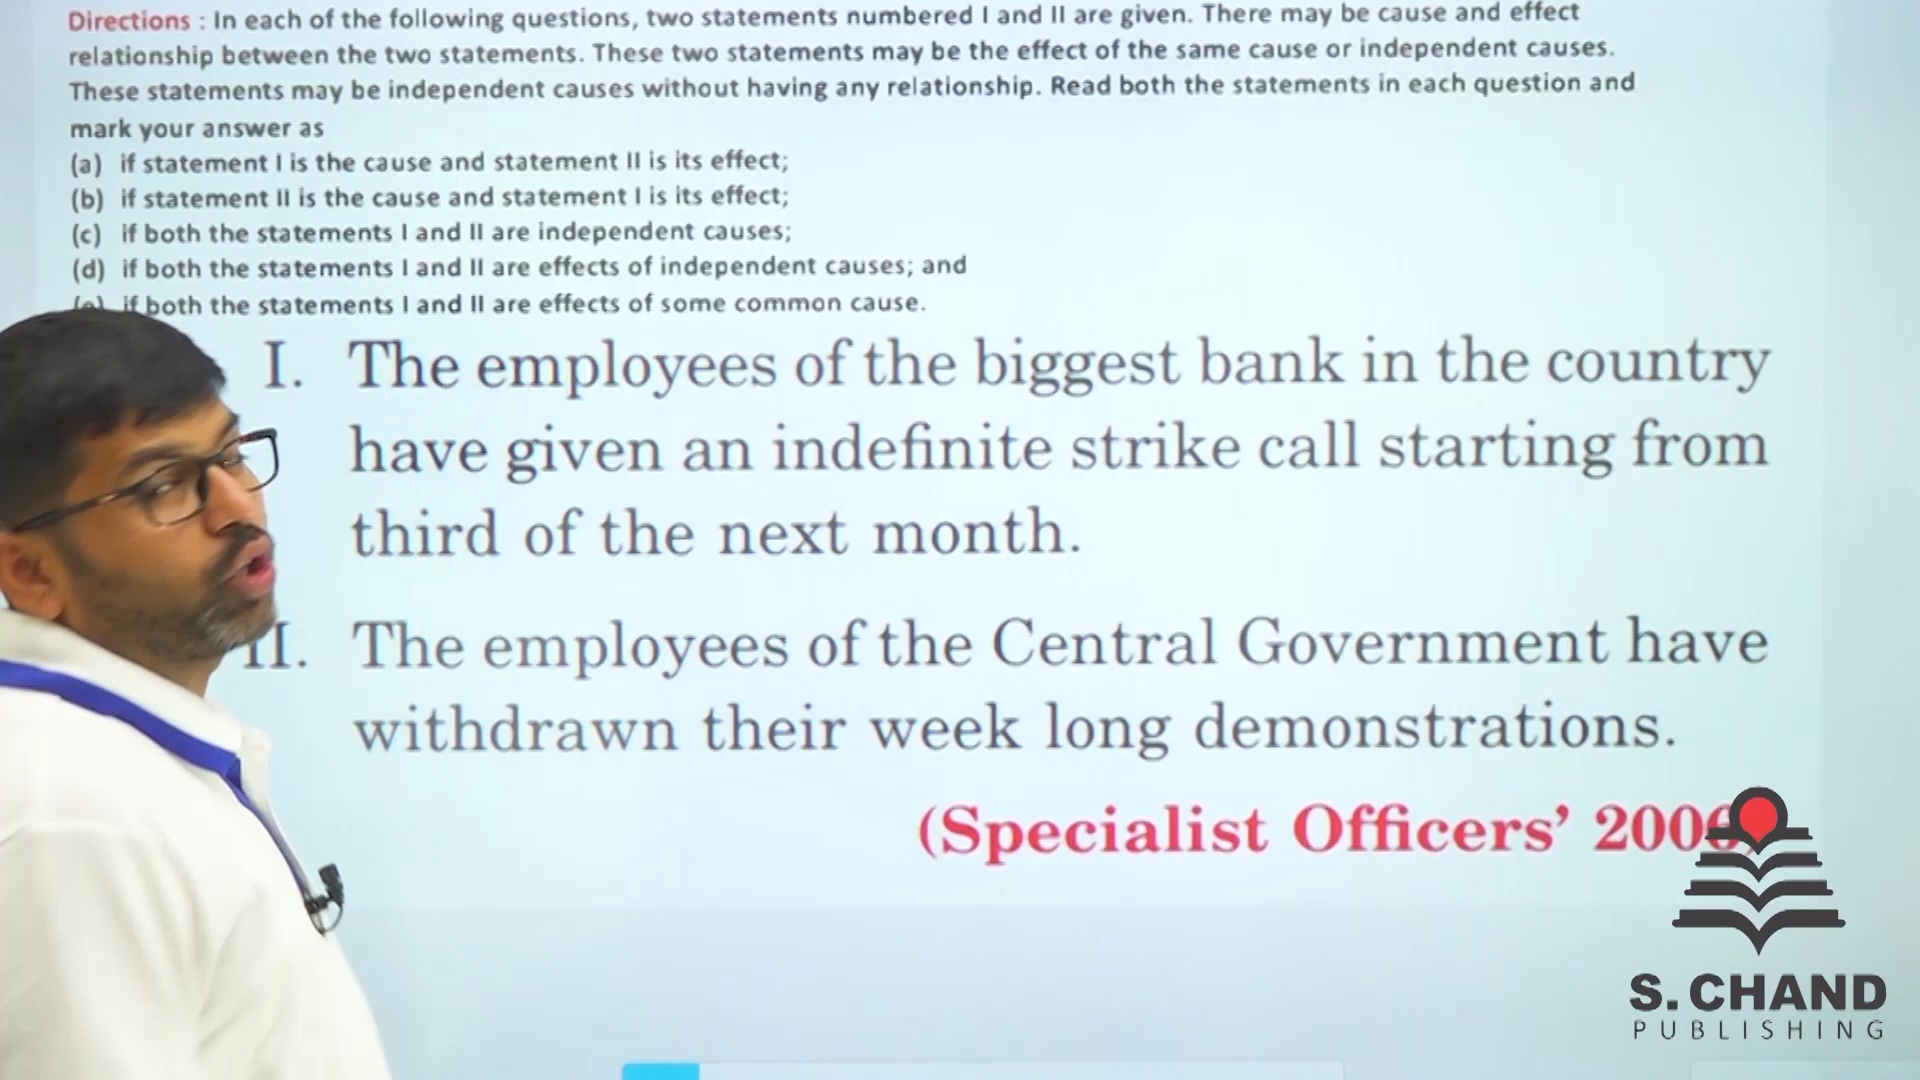 Directions : In each of the following questions, two statements numbered I and II are given. There may be cause and effect
relationship between the two statements. These two statements may be the effect of the same cause or independent causes.
These statements may be independent causes without having any relationship. Read both the statements in each question and
mark your answer as
(a) if statement I is the cause and statement II is its effect;
(b) if statement II is the cause and statement I is its effect;
(c) if both the statements I and II are independent causes;
(d) if both the statements I and II are effects of independent causes; and
(e) if both the statements I and II are effects of some common cause.
I. The employees of the biggest bank in the country
have given an indefinite strike call starting from
third of the next month.
II. The employees of the Central Government have
withdrawn their week long demonstrations.
(Specialist Officers' 2006)
S. CHAND
PUBLISHING